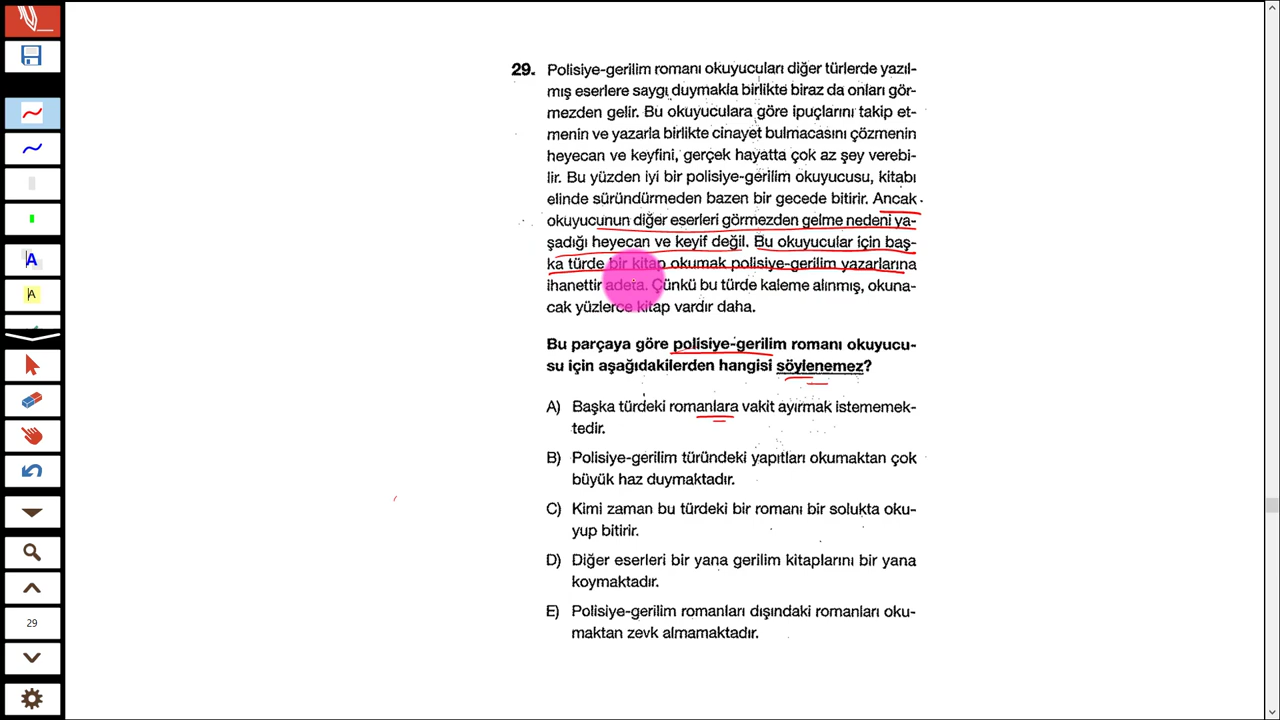 29. Polisiye-gerilim romanı okuyucuları diğer türlerde yazıl-
mış eserlere saygı duymakla birlikte biraz da onları gör-
mezden gelir. Bu okuyuculara göre ipuçlarını takip et-
menin ve yazarla birlikte cinayet bulmacasını çözmenin
heyecan ve keyfini, gerçek hayatta çok az şey verebi-
lir. Bu yüzden iyi bir polisiye-gerilim okuyucusu, kitabı
elinde süründürmeden bazen bir gecede bitirir. Ancak
okuyucunun diğer eserleri görmezden gelme nedeni ya-
şadığı heyecan ve keyif değil. Bu okuyucular için baş-
ka türde bir kitap okumak polisiye-gerilim yazarlarına
ihanettir adeta. Çünkü bu türde kaleme alınmış, okuna-
cak yüzlerce kitap vardır daha.
Bu parçaya göre polisiye-gerilim romanı okuyucu-
su için aşağıdakilerden hangisi söylenemez?
A) Başka türdeki romanlara vakit ayırmak istememek-
tedir.
B) Polisiye-gerilim türündeki yapıtları okumaktan çok
büyük haz duymaktadır.
C) Kimi zaman bu türdeki bir romanı bir solukta oku-
yup bitirir.
D) Diğer eserleri bir yana gerilim kitaplarını bir yana
koymaktadır.
E) Polisiye-gerilim romanları dışındaki romanları oku-
maktan zevk almamaktadır.
A
A
29